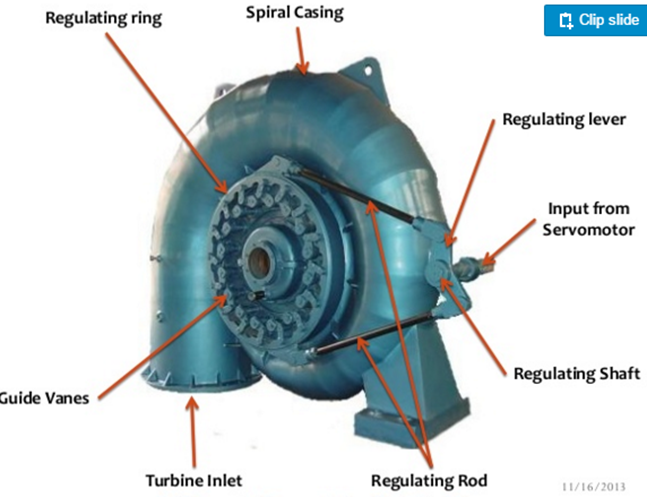 Regulating ring
Spiral Casing
Clip slide
Regulating lever
Input from
Servomotor
Regulating Shaft
Guide Vanes
Turbine Inlet
Regulating Rod
11/16/2013